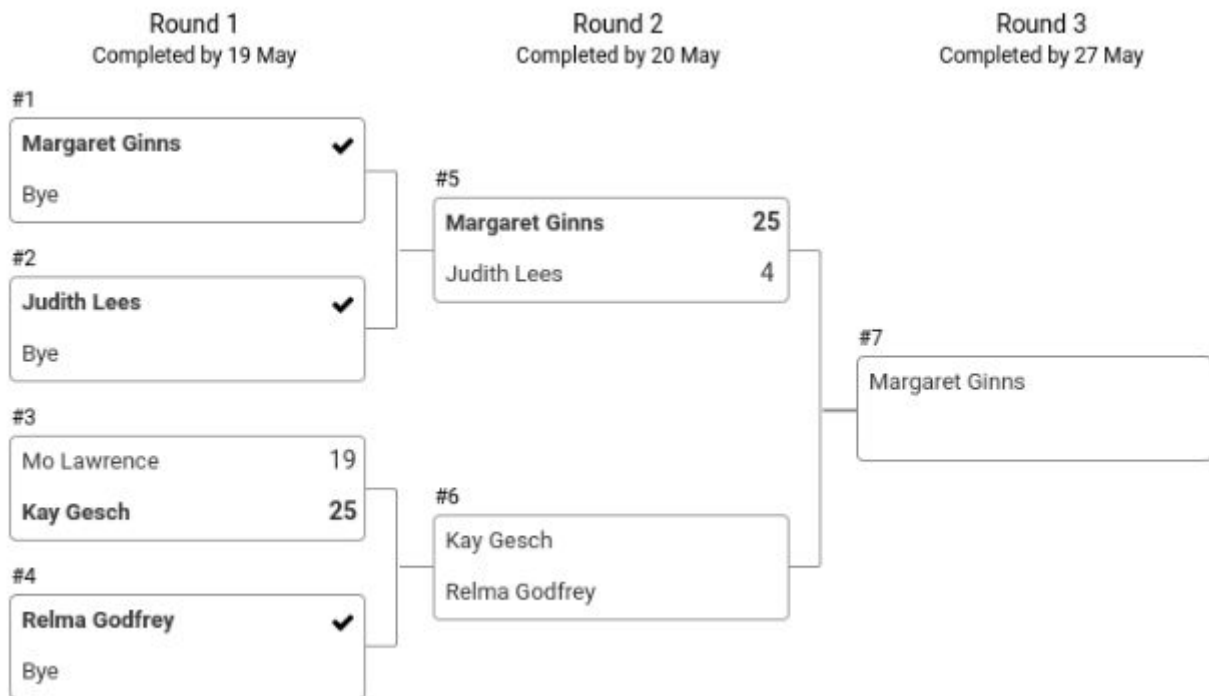 Round 1
Completed by 19 May
Round 2
Completed by 20 May
Round 3
Completed by 27 May
#1
Margaret Ginns ✔
Bye
#2
Judith Lees ✔
Bye
#3
Mo Lawrence 19
Kay Gesch 25
#4
Relma Godfrey ✔
Bye
#5
Margaret Ginns 25
Judith Lees 4
#6
Kay Gesch
Relma Godfrey
#7
Margaret Ginns